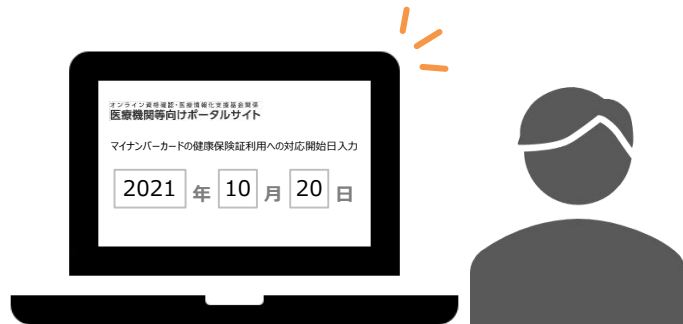 オンライン資格確認・医療情報化支援基金関係
医療機関等向けポータルサイト
マイナンバーカードの健康保険証利用への対応開始日入力
2021 年 10 月 20 日